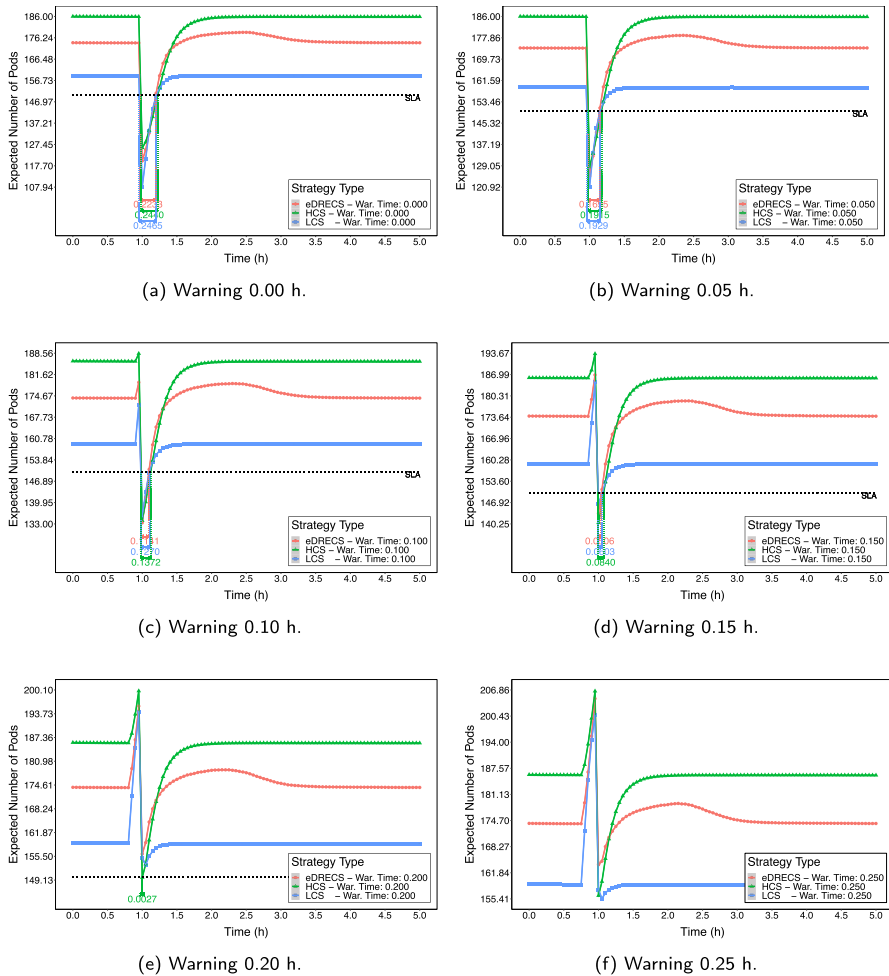 186.00
176.24
166.48
156.73
146.97
137.21
127.45
117.70
107.94
Expected Number of Pods
SLA
0.2440
0.2465
Strategy Type
eDRECS – War. Time: 0.000
HCS – War. Time: 0.000
LCS – War. Time: 0.000
0.0 0.5 1.0 1.5 2.0 2.5 3.0 3.5 4.0 4.5 5.0
Time (h)
(a) Warning 0.00 h.
186.00
177.86
169.73
161.59
153.46
145.32
137.19
129.05
120.92
Expected Number of Pods
SLA
0.1929
Strategy Type
eDRECS – War. Time: 0.050
HCS – War. Time: 0.050
LCS – War. Time: 0.050
0.0 0.5 1.0 1.5 2.0 2.5 3.0 3.5 4.0 4.5 5.0
Time (h)
(b) Warning 0.05 h.
188.56
181.62
174.67
167.73
160.78
153.84
146.89
139.95
133.00
Expected Number of Pods
SLA
0.1372
Strategy Type
eDRECS – War. Time: 0.100
HCS – War. Time: 0.100
LCS – War. Time: 0.100
0.0 0.5 1.0 1.5 2.0 2.5 3.0 3.5 4.0 4.5 5.0
Time (h)
(c) Warning 0.10 h.
193.67
186.99
180.31
173.64
166.96
160.28
153.60
146.92
140.25
Expected Number of Pods
SLA
0.0840
Strategy Type
eDRECS – War. Time: 0.150
HCS – War. Time: 0.150
LCS – War. Time: 0.150
0.0 0.5 1.0 1.5 2.0 2.5 3.0 3.5 4.0 4.5 5.0
Time (h)
(d) Warning 0.15 h.
200.10
193.73
187.36
180.98
174.61
168.24
161.87
155.50
149.13
Expected Number of Pods
0.0027
Strategy Type
eDRECS – War. Time: 0.200
HCS – War. Time: 0.200
LCS – War. Time: 0.200
0.0 0.5 1.0 1.5 2.0 2.5 3.0 3.5 4.0 4.5 5.0
Time (h)
(e) Warning 0.20 h.
206.86
200.43
194.00
187.57
181.13
174.70
168.27
161.84
155.41
Expected Number of Pods
Strategy Type
eDRECS – War. Time: 0.250
HCS – War. Time: 0.250
LCS – War. Time: 0.250
0.0 0.5 1.0 1.5 2.0 2.5 3.0 3.5 4.0 4.5 5.0
Time (h)
(f) Warning 0.25 h.